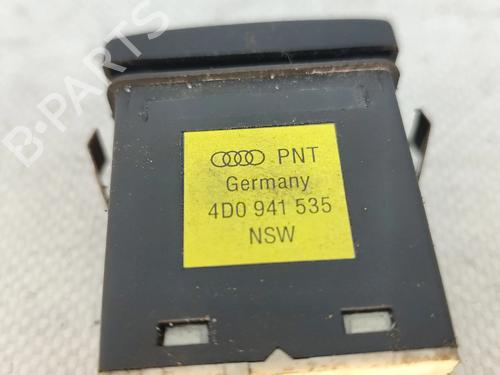 B-PARTS
PNT
Germany
4D0 941 535
NSW